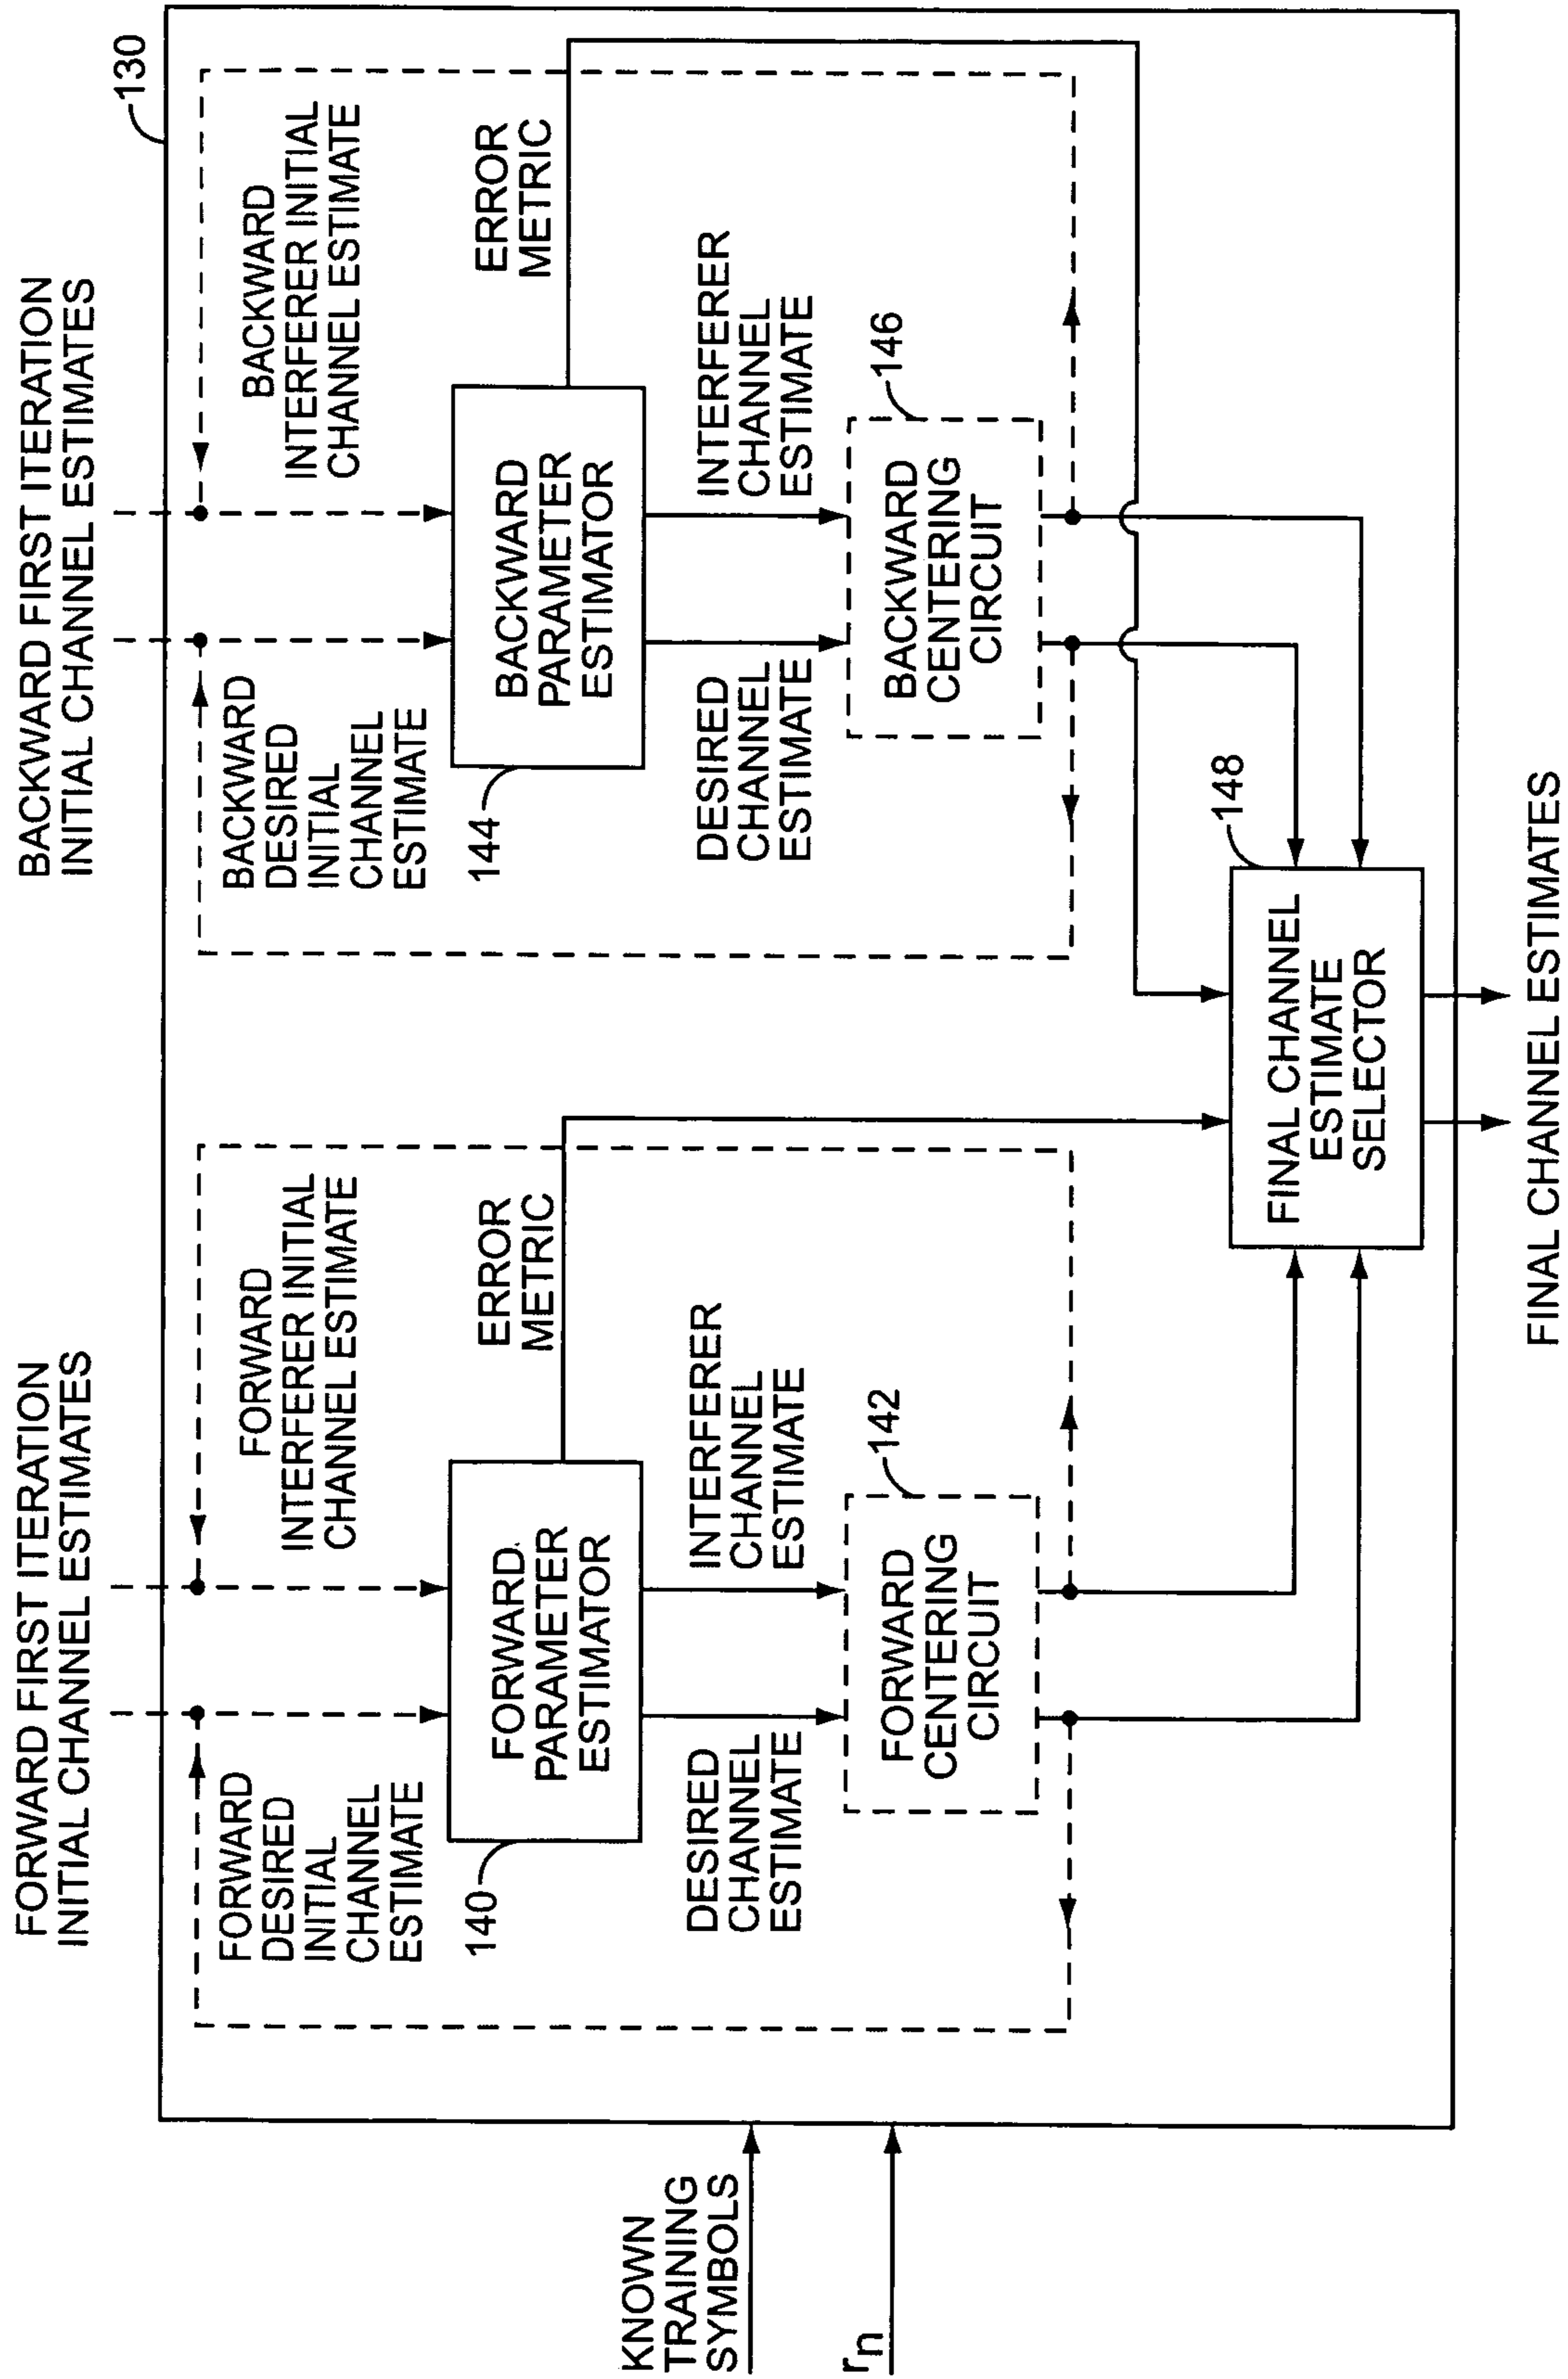 FORWARD FIRST ITERATION
INITIAL CHANNEL ESTIMATES
BACKWARD FIRST ITERATION
INITIAL CHANNEL ESTIMATES
130
FORWARD
DESIRED
INITIAL
CHANNEL
ESTIMATE
FORWARD
INTERFERER INITIAL
CHANNEL ESTIMATE
BACKWARD
DESIRED
INITIAL
CHANNEL
ESTIMATE
BACKWARD
INTERFERER INITIAL
CHANNEL ESTIMATE
140
FORWARD
PARAMETER
ESTIMATOR
ERROR
METRIC
144
BACKWARD
PARAMETER
ESTIMATOR
ERROR
METRIC
KNOWN
TRAINING
SYMBOLS
rn
DESIRED
CHANNEL
ESTIMATE
INTERFERER
CHANNEL
ESTIMATE
DESIRED
CHANNEL
ESTIMATE
INTERFERER
CHANNEL
ESTIMATE
FORWARD
CENTERING
CIRCUIT
142
BACKWARD
CENTERING
CIRCUIT
146
148
FINAL CHANNEL
ESTIMATE
SELECTOR
FINAL CHANNEL ESTIMATES